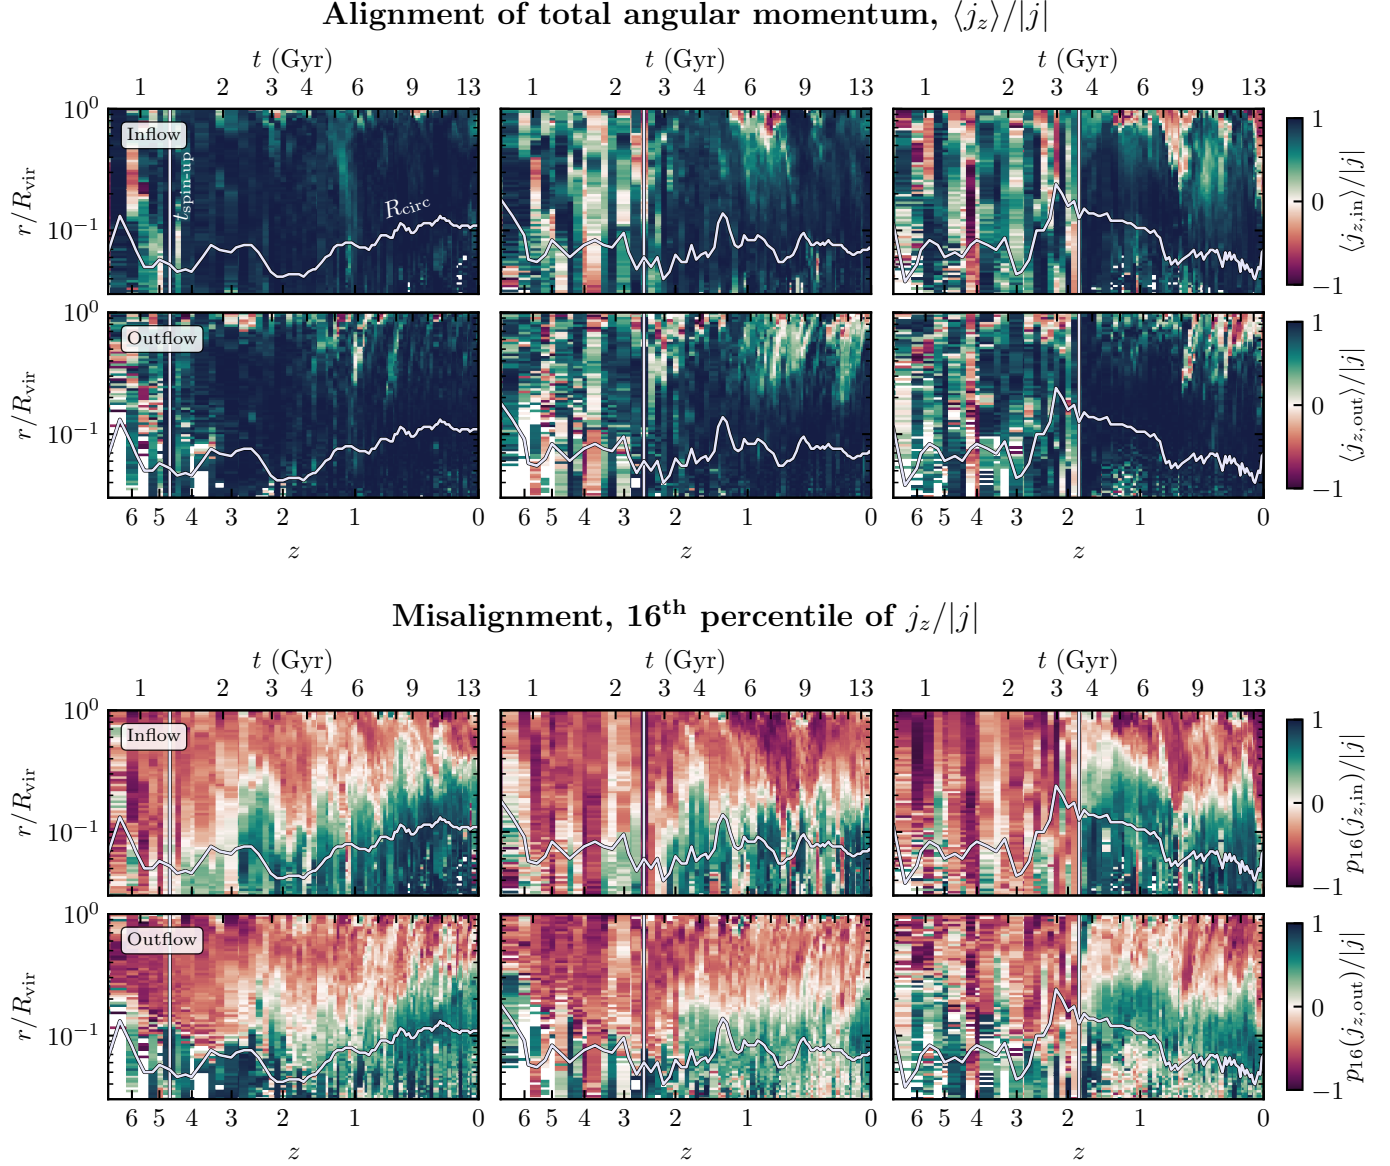 Alignment of total angular momentum, ⟨j_z⟩/|j|
t (Gyr) t (Gyr) t (Gyr)
1 2 3 4 6 9 13 1 2 3 4 6 9 13 1 2 3 4 6 9 13
10^0
10^-1
r/R_vir
Inflow
t_spin-up
R_circ
1
0
−1
⟨j_z,in⟩/|j|
10^0
10^-1
r/R_vir
Outflow
1
0
−1
⟨j_z,out⟩/|j|
6 5 4 3 2 1 0 6 5 4 3 2 1 0 6 5 4 3 2 1 0
z z z
Misalignment, 16^th percentile of j_z/|j|
t (Gyr) t (Gyr) t (Gyr)
1 2 3 4 6 9 13 1 2 3 4 6 9 13 1 2 3 4 6 9 13
10^0
10^-1
r/R_vir
Inflow
1
0
−1
p_16(j_z,in)/|j|
10^0
10^-1
r/R_vir
Outflow
1
0
−1
p_16(j_z,out)/|j|
6 5 4 3 2 1 0 6 5 4 3 2 1 0 6 5 4 3 2 1 0
z z z